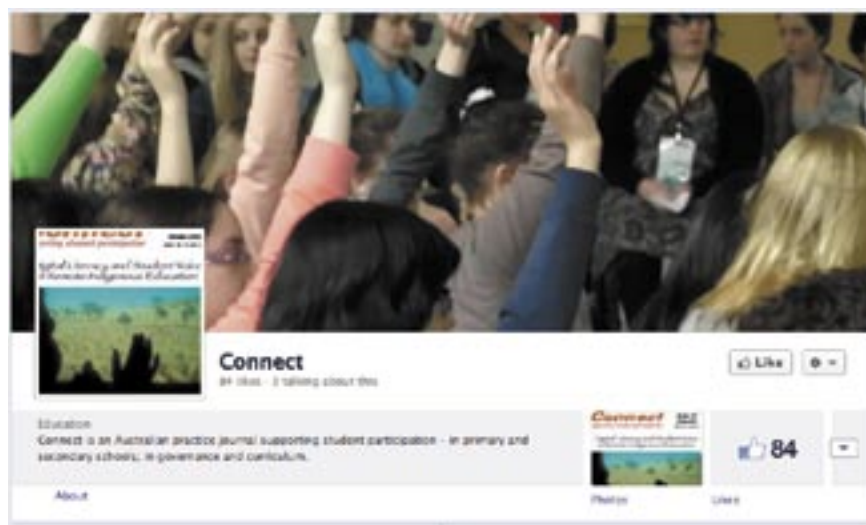 Connect
84 likes · 3 talking about this
Like
Education
Connect is an Australian practice journal supporting student participation - in primary and
secondary schools; in governance and curriculum.
About
Connect
Photos
84
Likes